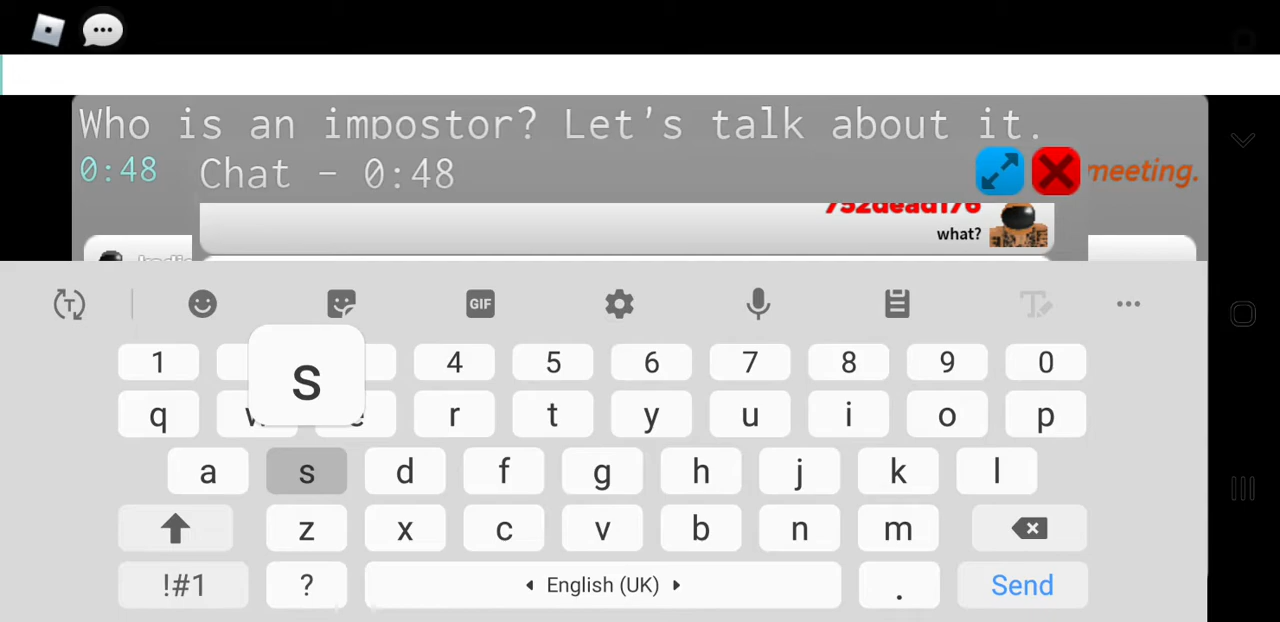 Who is an impostor? Let's talk about it.
0:48
Chat - 0:48
meeting.
752dead176
what?
T
GIF
T
s
1 4 5 6 7 8 9 0
q r t y u i o p
a s d f g h j k l
z x c v b n m
!#1 ? English (UK) . Send